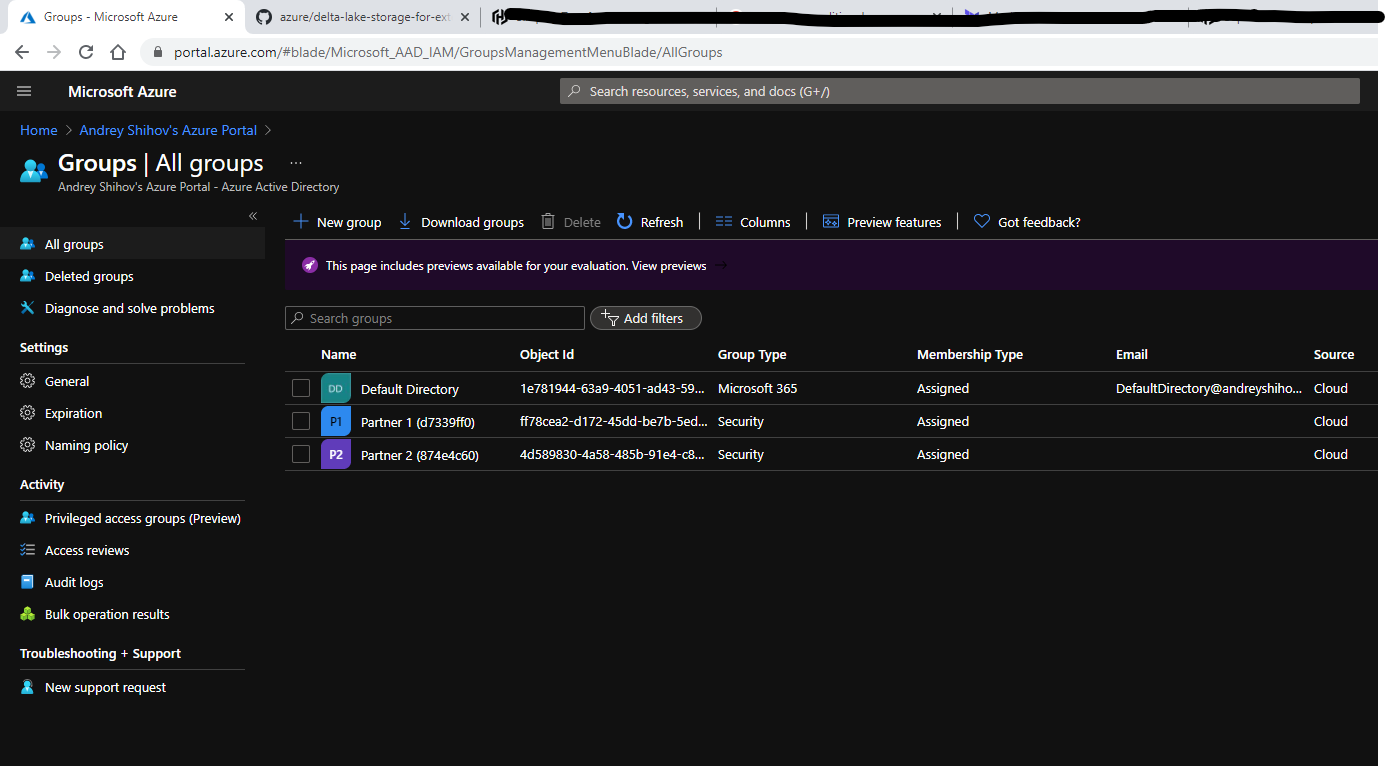 Groups - Microsoft Azure
azure/delta-lake-storage-for-ext
portal.azure.com/#blade/Microsoft_AAD_IAM/GroupsManagementMenuBlade/AllGroups
Microsoft Azure
Search resources, services, and docs (G+/)
Home > Andrey Shihov's Azure Portal >
Groups | All groups ...
Andrey Shihov's Azure Portal - Azure Active Directory
«
All groups
Deleted groups
Diagnose and solve problems
Settings
General
Expiration
Naming policy
Activity
Privileged access groups (Preview)
Access reviews
Audit logs
Bulk operation results
Troubleshooting + Support
New support request
New group Download groups Delete Refresh Columns Preview features Got feedback?
This page includes previews available for your evaluation. View previews →
Search groups
Add filters
Name Object Id Group Type Membership Type Email Source
DD Default Directory 1e781944-63a9-4051-ad43-59... Microsoft 365 Assigned DefaultDirectory@andreyshiho... Cloud
P1 Partner 1 (d7339ff0) ff78cea2-d172-45dd-be7b-5ed... Security Assigned Cloud
P2 Partner 2 (874e4c60) 4d589830-4a58-485b-91e4-c8... Security Assigned Cloud